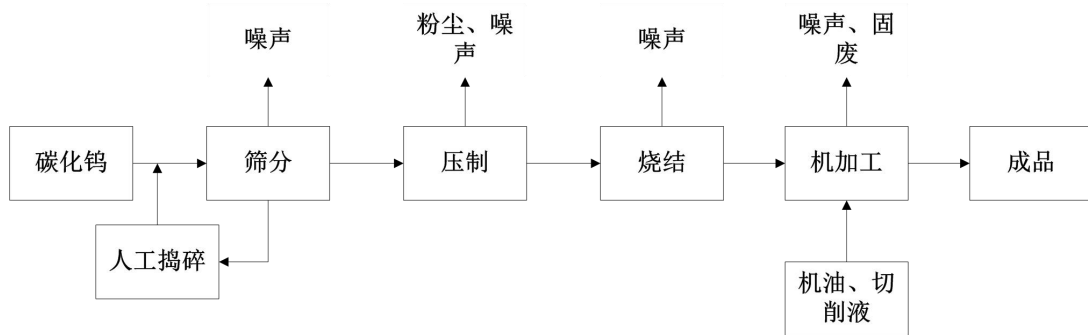 噪声
粉尘、噪
声
噪声
噪声、固
废
碳化钨
筛分
压制
烧结
机加工
成品
人工捣碎
机油、切
削液